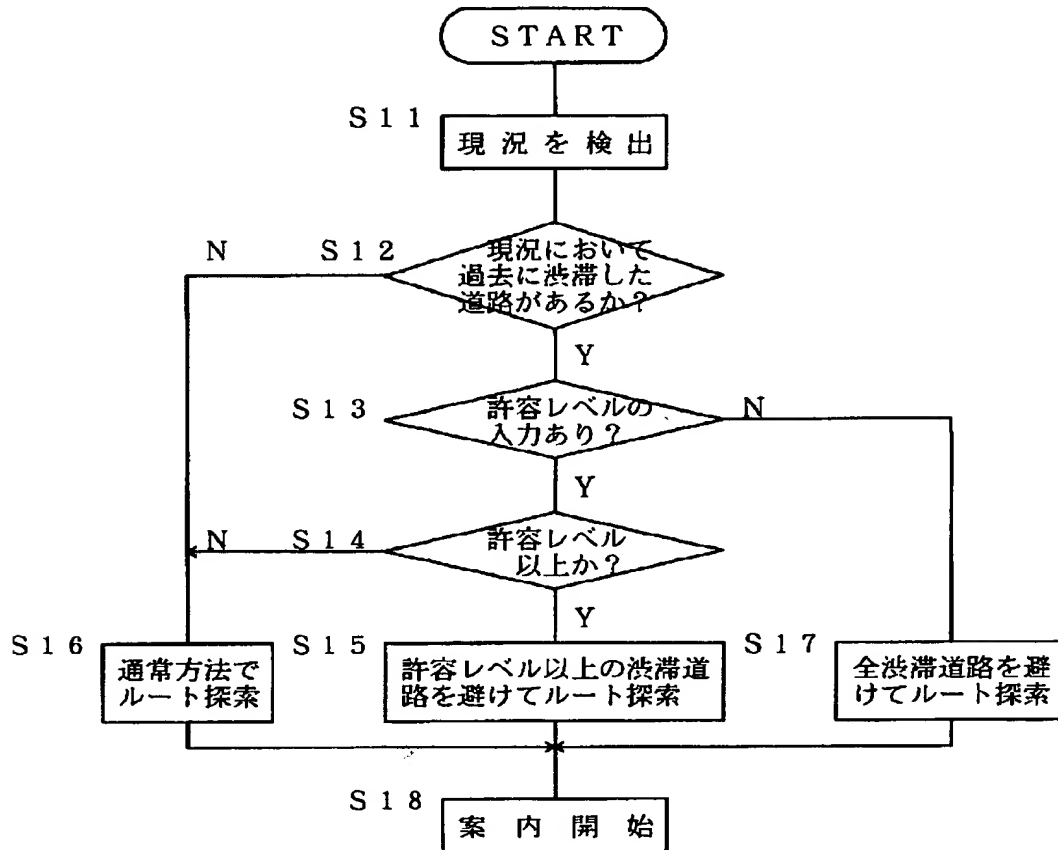 START
S11
現況を検出
N
S12
現況において
過去に渋滞した
道路があるか？
Y
S13
許容レベルの
入力あり？
N
Y
N
S14
許容レベル
以上か？
Y
S16
通常方法で
ルート探索
S15
許容レベル以上の渋滞道
路を避けてルート探索
S17
全渋滞道路を避
けてルート探索
S18
案内開始